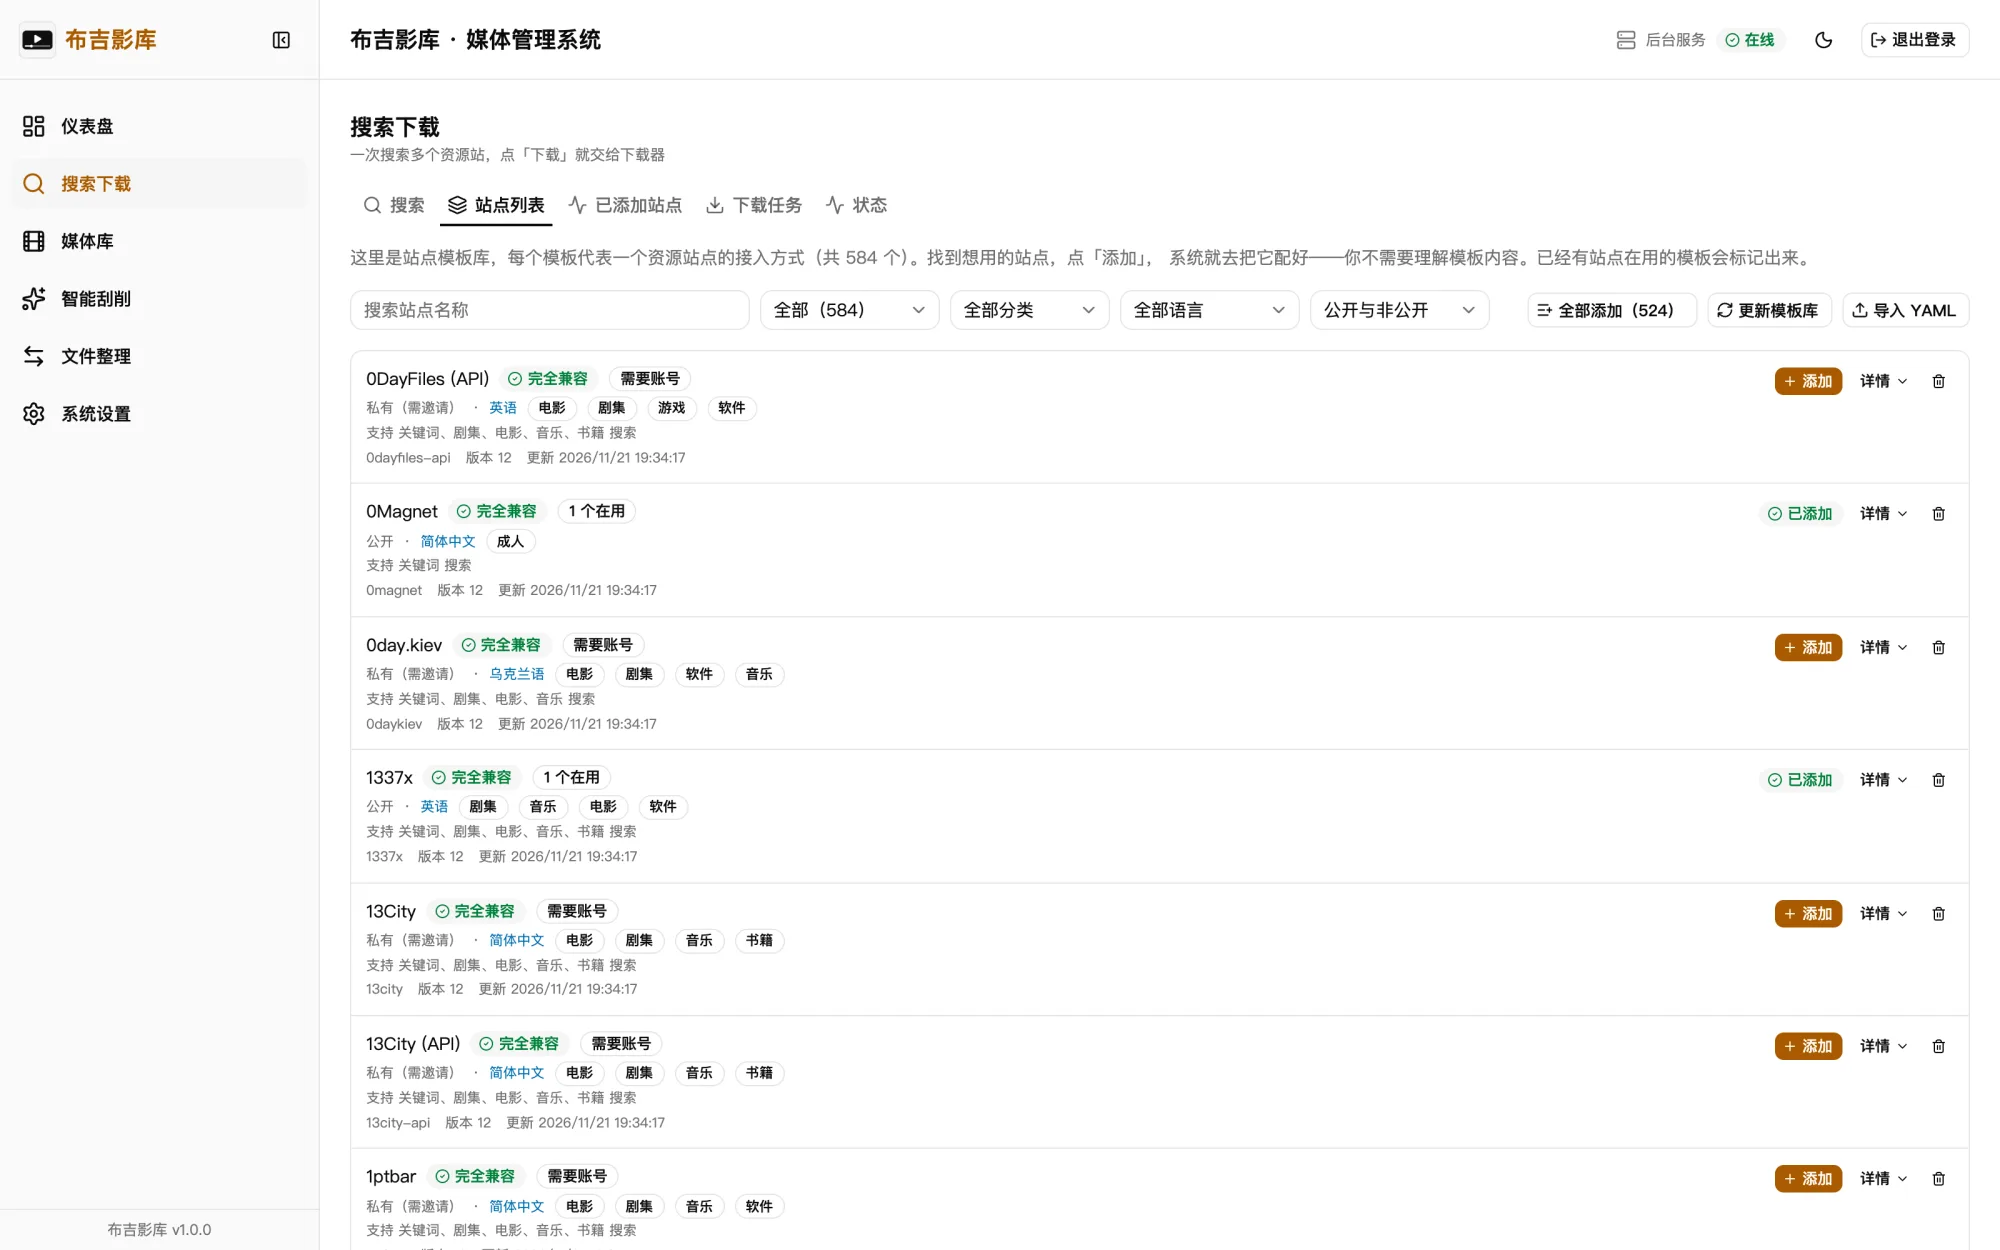 布吉影库
布吉影库 · 媒体管理系统
后台服务 在线 退出登录
仪表盘
搜索下载
媒体库
智能刮削
文件整理
系统设置
布吉影库 v1.0.0
搜索下载
一次搜索多个资源站，点「下载」就交给下载器
搜索 站点列表 已添加站点 下载任务 状态
这里是站点模板库，每个模板代表一个资源站点的接入方式（共 584 个）。找到想用的站点，点「添加」， 系统就去把它配好——你不需要理解模板内容。已经有站点在用的模板会标记出来。
搜索站点名称 全部（584） 全部分类 全部语言 公开与非公开 全部添加（524） 更新模板库 导入 YAML
0DayFiles (API) 完全兼容 需要账号 添加 详情
私有（需邀请） · 英语 电影 剧集 游戏 软件
支持 关键词、剧集、电影、音乐、书籍 搜索
0dayfiles-api 版本 12 更新 2026/11/21 19:34:17
0Magnet 完全兼容 1 个在用 已添加 详情
公开 · 简体中文 成人
支持 关键词 搜索
0magnet 版本 12 更新 2026/11/21 19:34:17
0day.kiev 完全兼容 需要账号 添加 详情
私有（需邀请） · 乌克兰语 电影 剧集 软件 音乐
支持 关键词、剧集、电影、音乐 搜索
0daykiev 版本 12 更新 2026/11/21 19:34:17
1337x 完全兼容 1 个在用 已添加 详情
公开 · 英语 剧集 音乐 电影 软件
支持 关键词、剧集、电影、音乐、书籍 搜索
1337x 版本 12 更新 2026/11/21 19:34:17
13City 完全兼容 需要账号 添加 详情
私有（需邀请） · 简体中文 电影 剧集 音乐 书籍
支持 关键词、剧集、电影、音乐、书籍 搜索
13city 版本 12 更新 2026/11/21 19:34:17
13City (API) 完全兼容 需要账号 添加 详情
私有（需邀请） · 简体中文 电影 剧集 音乐 书籍
支持 关键词、剧集、电影、音乐、书籍 搜索
13city-api 版本 12 更新 2026/11/21 19:34:17
1ptbar 完全兼容 需要账号 添加 详情
私有（需邀请） · 简体中文 电影 剧集 音乐 软件
支持 关键词、剧集、电影、音乐、书籍 搜索